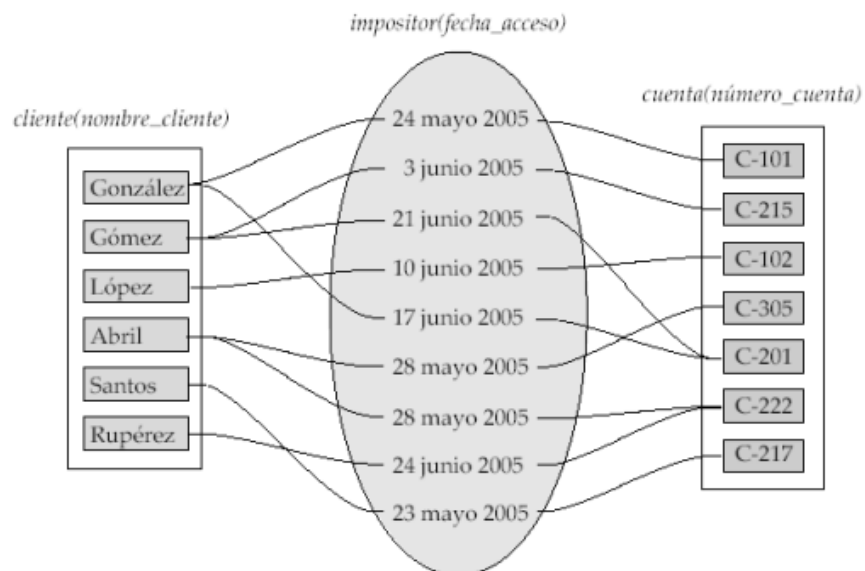 impositor(fecha_acceso)
cliente(nombre_cliente)
cuenta(número_cuenta)
González
Gómez
López
Abril
Santos
Rupérez
24 mayo 2005
3 junio 2005
21 junio 2005
10 junio 2005
17 junio 2005
28 mayo 2005
28 mayo 2005
24 junio 2005
23 mayo 2005
C-101
C-215
C-102
C-305
C-201
C-222
C-217